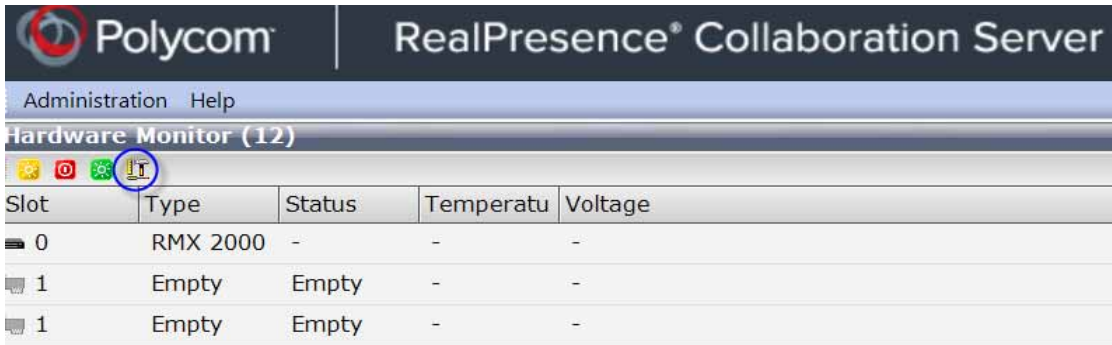 Polycom RealPresence® Collaboration Server
Administration Help
Hardware Monitor (12)
Slot Type Status Temperatu Voltage
0 RMX 2000 - - -
1 Empty Empty - -
1 Empty Empty - -